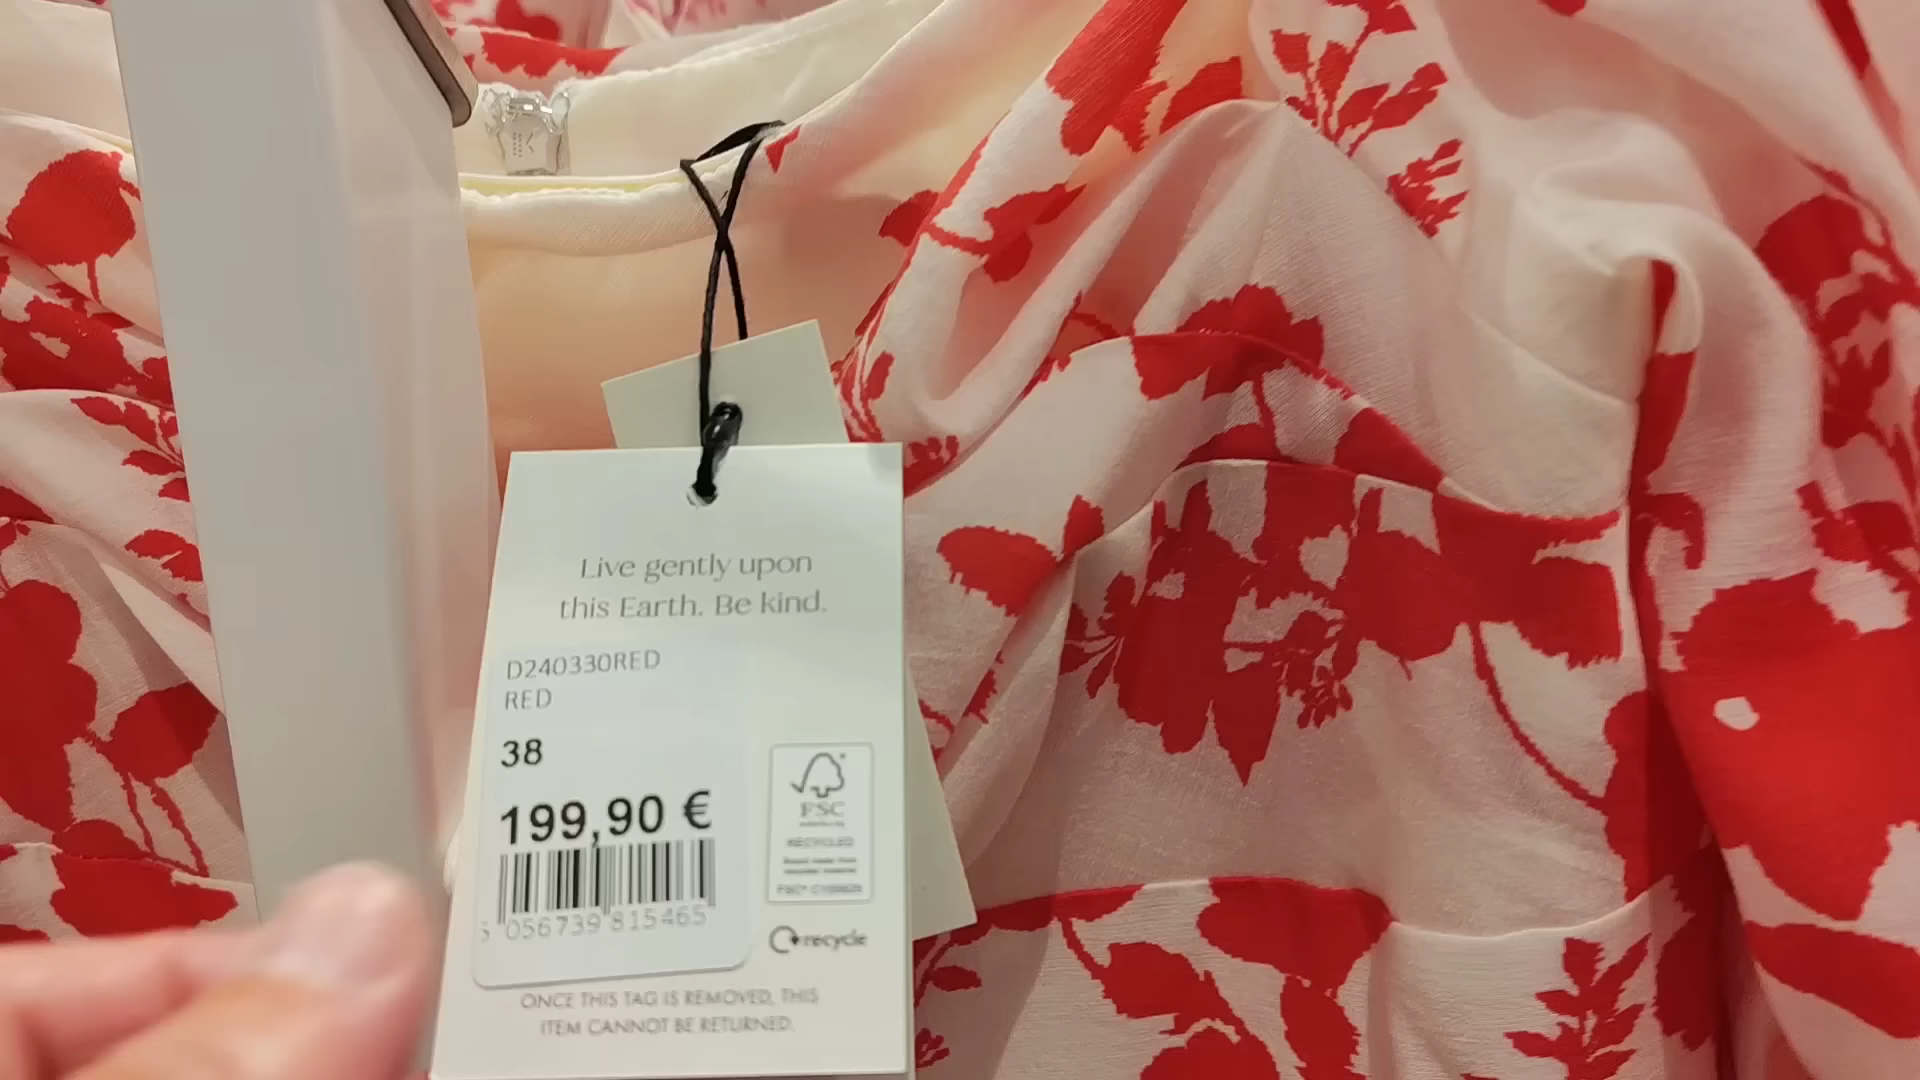 Live gently upon
this Earth. Be kind.
D240330RED
RED
38
199,90 €
5 056739 815465
FSC
RECYCLED
recycle
ONCE THIS TAG IS REMOVED, THIS
ITEM CANNOT BE RETURNED.